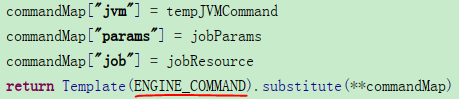 commandMap["jvm"] = tempJVMCommand
commandMap["params"] = jobParams
commandMap["job"] = jobResource
return Template(ENGINE_COMMAND).substitute(**commandMap)